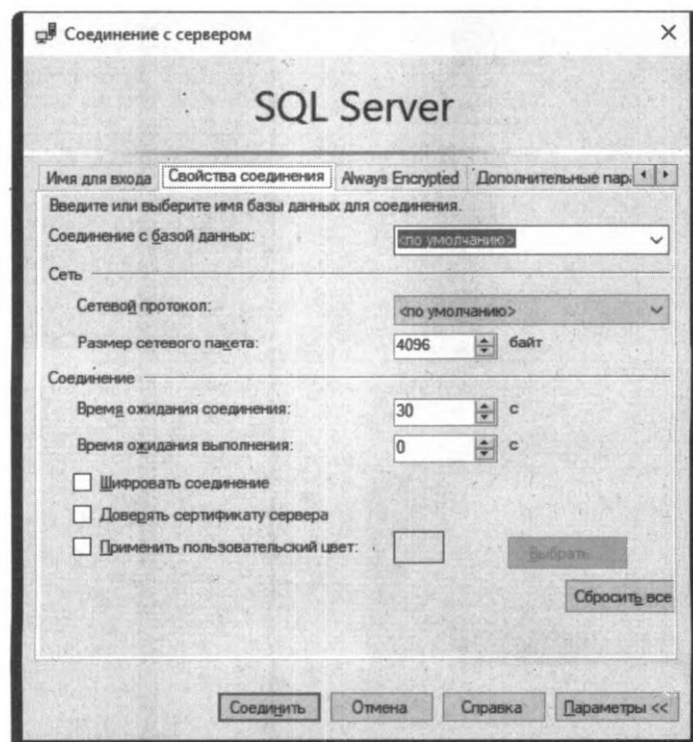 Соединение с сервером
SQL Server
Имя для входа Свойства соединения Always Encrypted Дополнительные пар
Введите или выберите имя базы данных для соединения.
Соединение с базой данных: <по умолчанию>
Сеть
Сетевой протокол: <по умолчанию>
Размер сетевого пакета: 4096 байт
Соединение
Время ожидания соединения: 30 с
Время ожидания выполнения: 0 с
Шифровать соединение
Доверять сертификату сервера
Применить пользовательский цвет: Выбрать...
Сбросить все
Соединить Отмена Справка Параметры <<